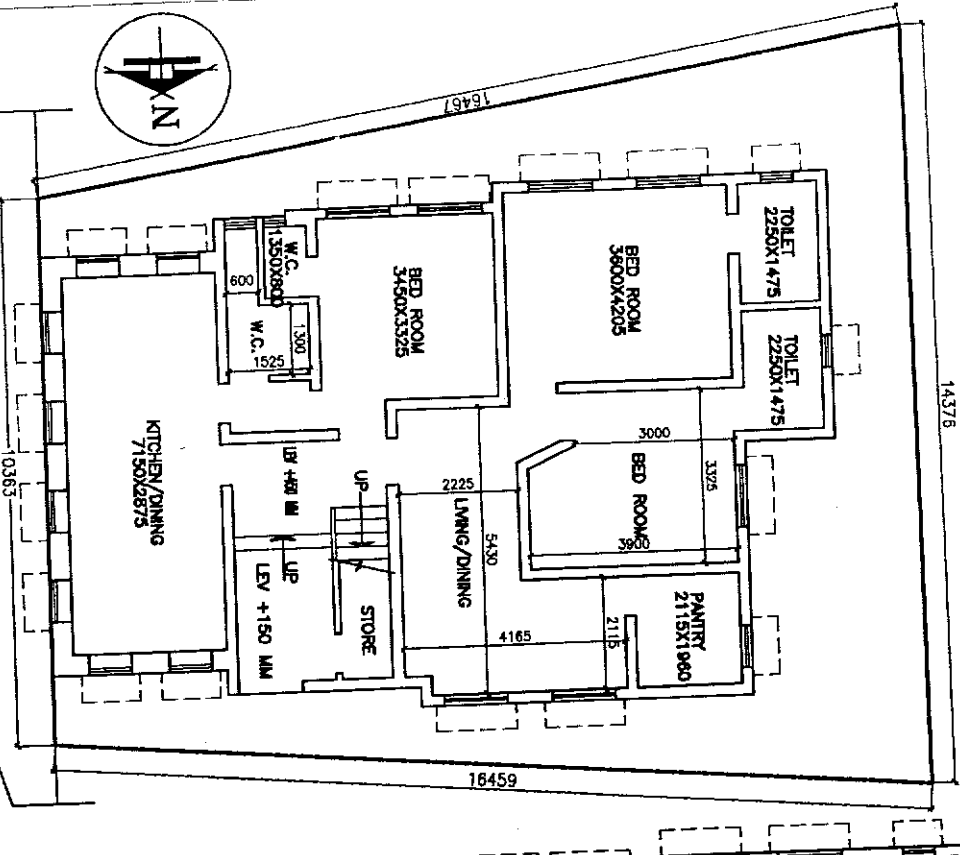 N
16467
14376
16459
10363
TOILET
2250X1475
TOILET
2250X1475
BED ROOM
3600X4205
BED ROOM
3450X3325
W.C.
1350X800
600
W.C.
1300
1525
KITCHEN/DINING
7150X2875
LEV +450 MM
UP
UP
LEV +150 MM
STORE
LIVING/DINING
2225
5430
4165
2115
BED ROOM
3000
3325
3900
PANTRY
2115X1960